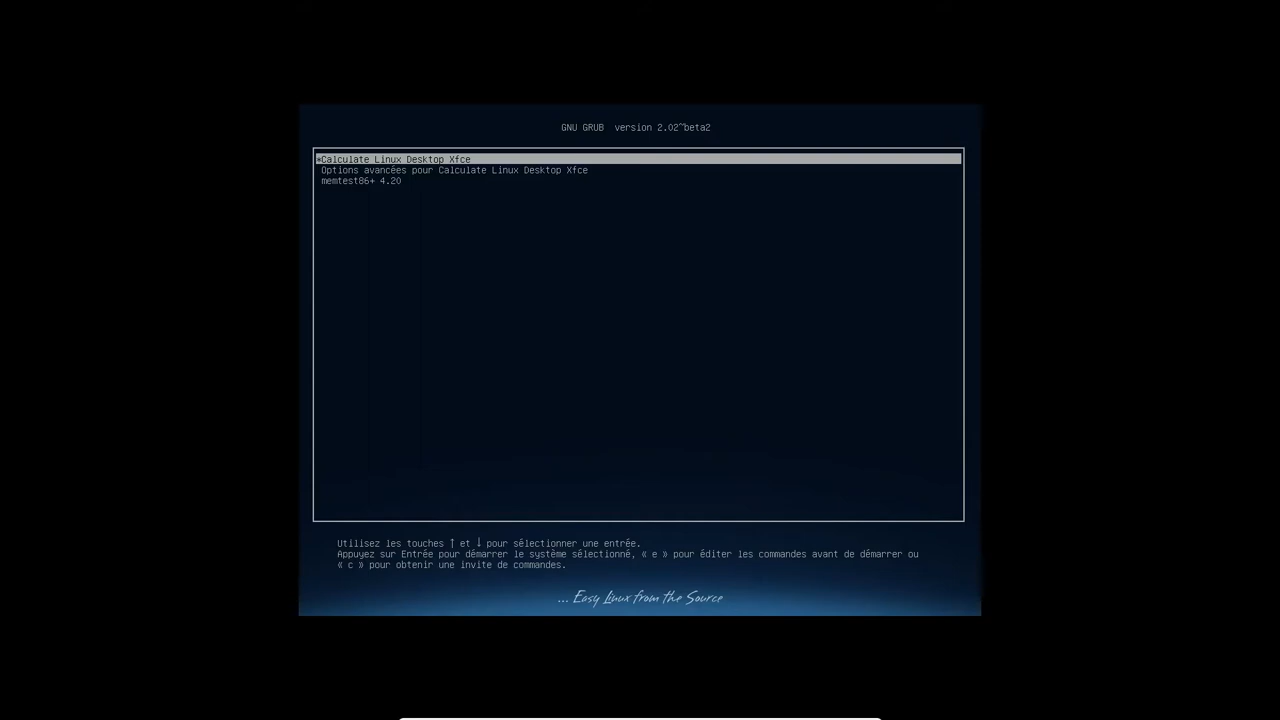 GNU GRUB  version 2.02~beta2
*Calculate Linux Desktop Xfce
Options avancées pour Calculate Linux Desktop Xfce
memtest86+ 4.20
Utilisez les touches ↑ et ↓ pour sélectionner une entrée.
Appuyez sur Entrée pour démarrer le système sélectionné, « e » pour éditer les commandes avant de démarrer ou
« c » pour obtenir une invite de commandes.
... Easy Linux from the Source